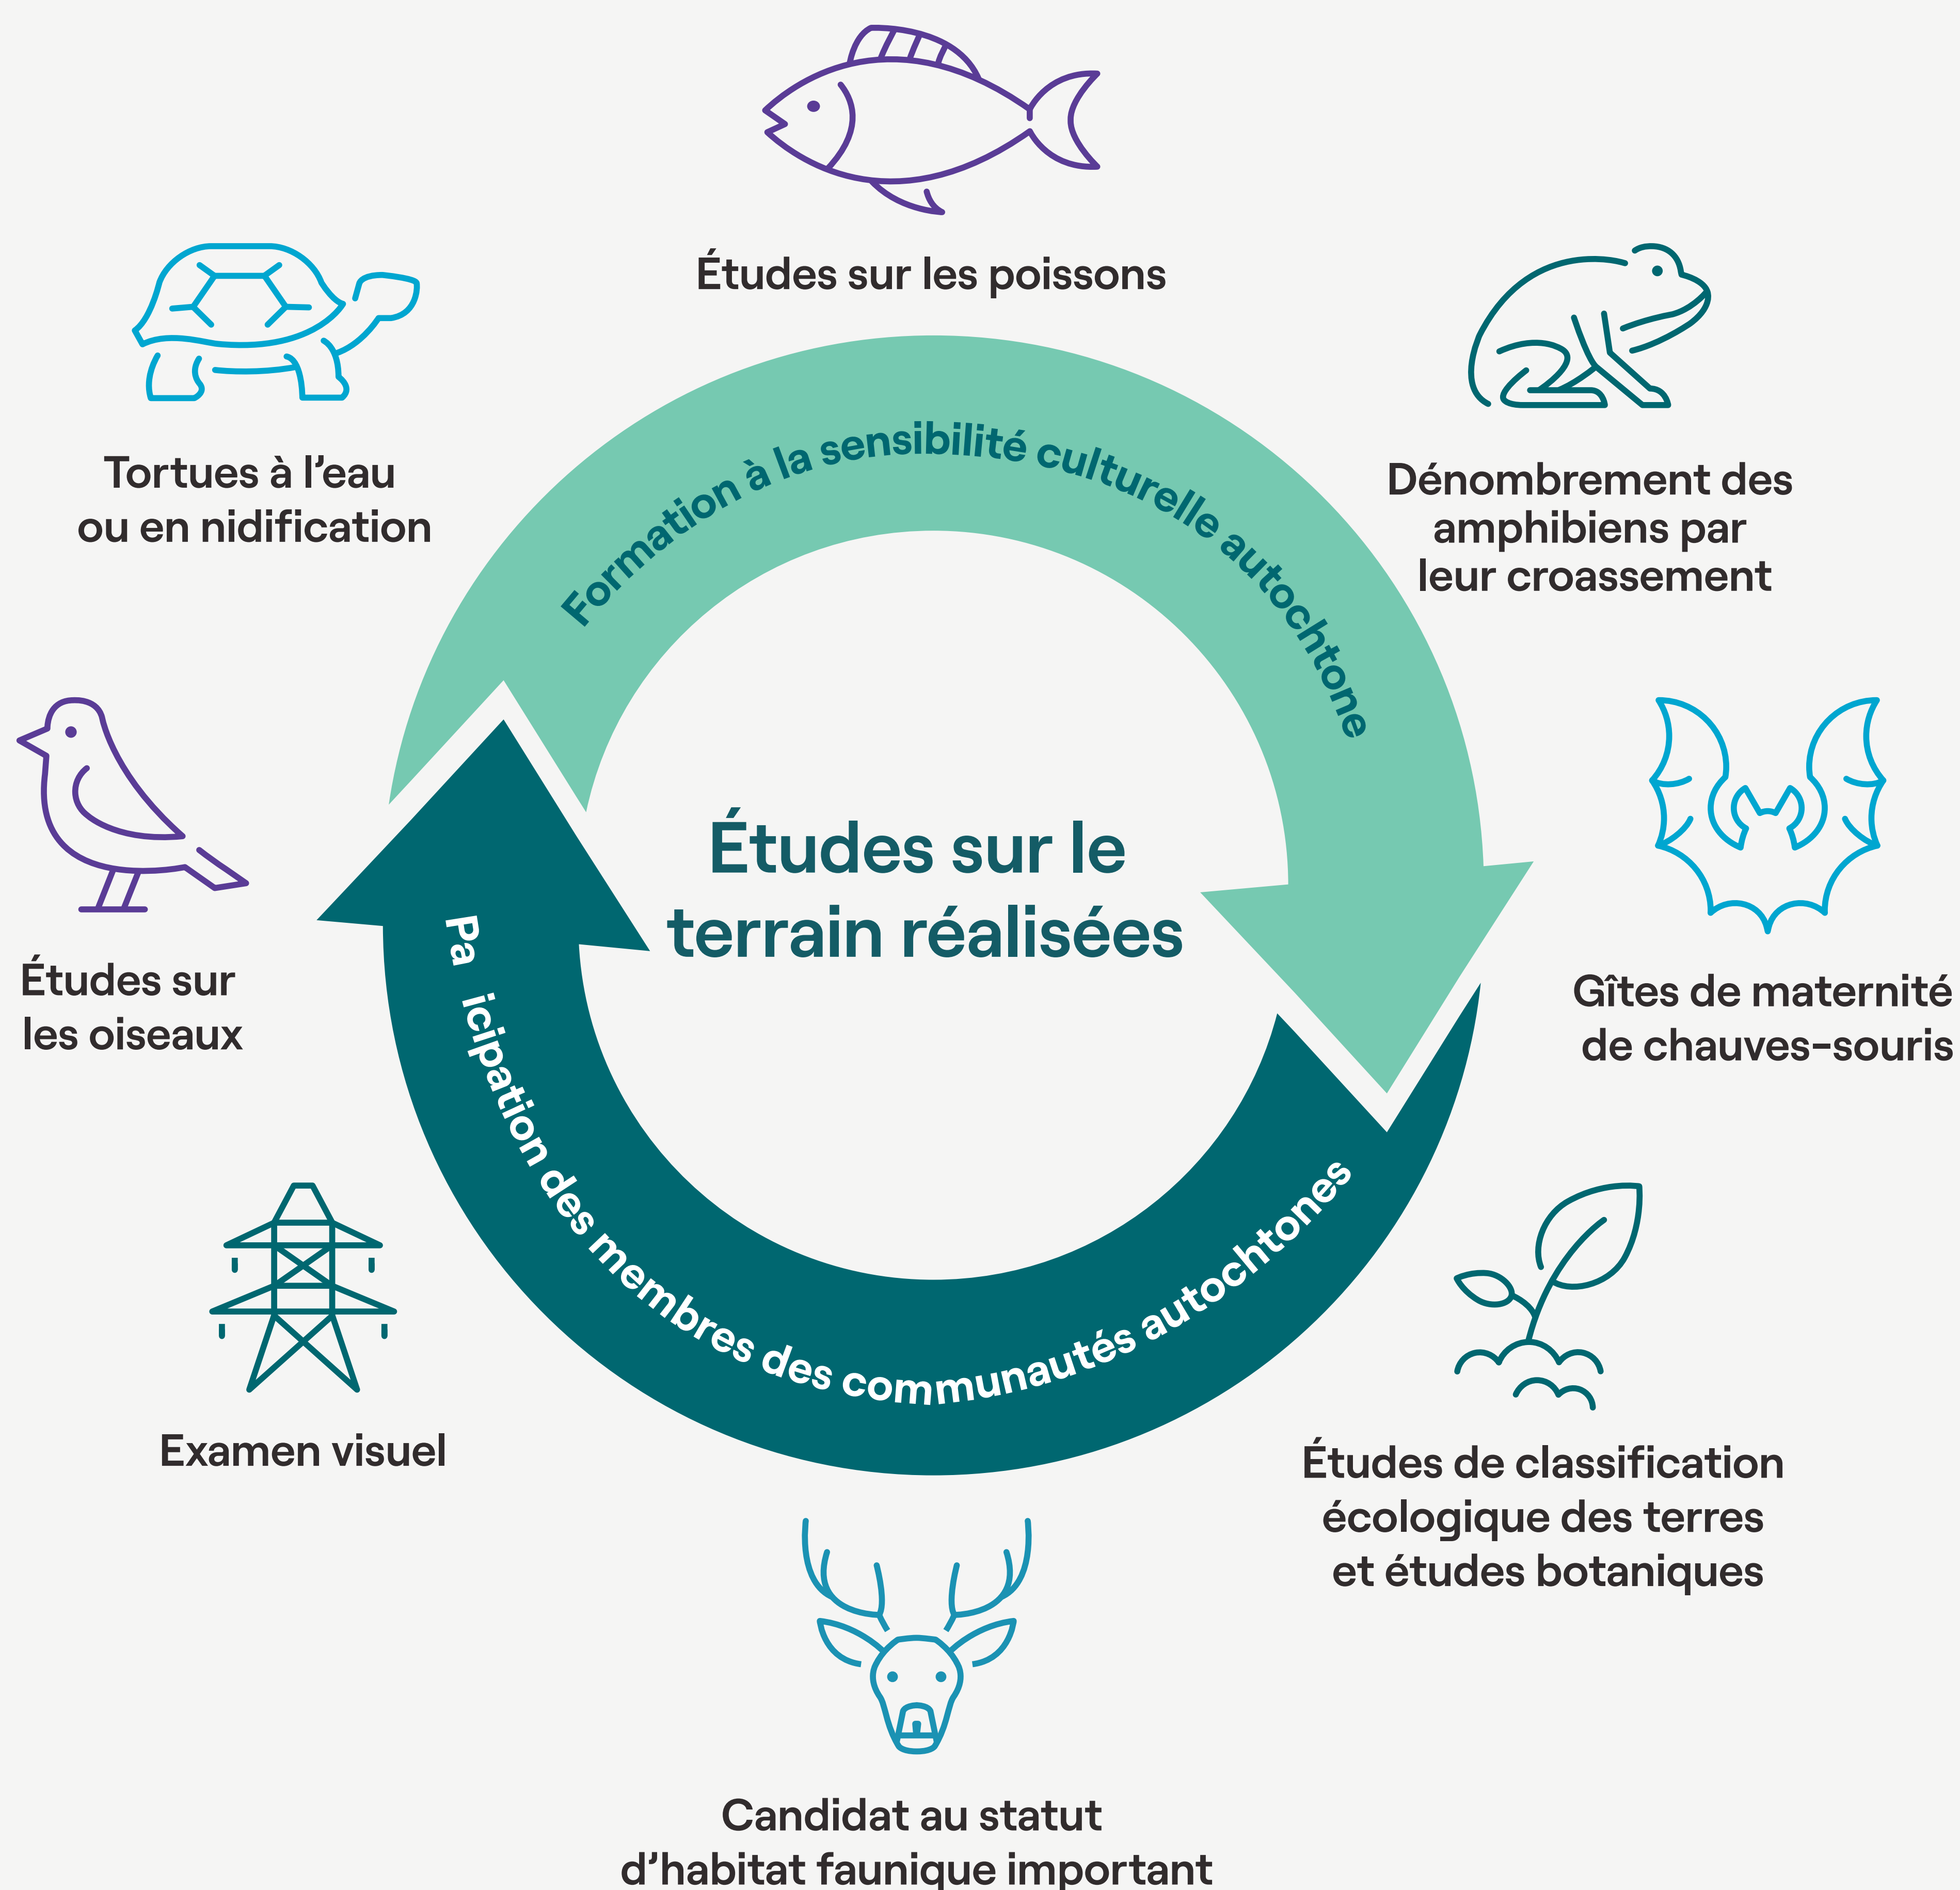 Études sur les poissons
Tortues à l’eau
ou en nidification
Dénombrement des
amphibiens par
leur croassement
Formation à la sensibilité culturelle autochtone
Études sur le
terrain réalisées
Études sur
les oiseaux
Gîtes de maternité
de chauves-souris
Pa icipation des membres des communautés autochtones
Examen visuel
Études de classification
écologique des terres
et études botaniques
Candidat au statut
d’habitat faunique important